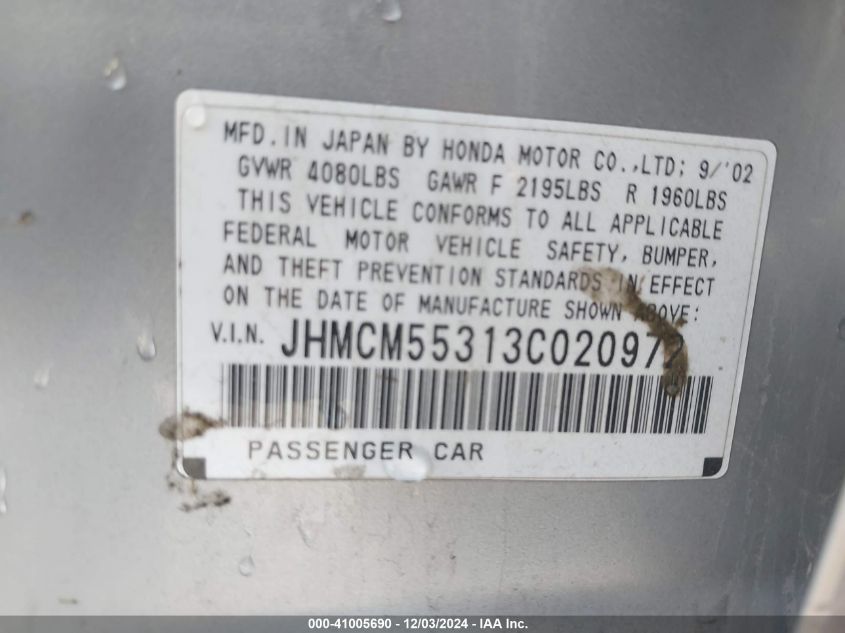 MFD. IN JAPAN BY HONDA MOTOR CO.,LTD; 9/'02
GVWR 4080LBS GAWR F 2195LBS R 1960LBS
THIS VEHICLE CONFORMS TO ALL APPLICABLE
FEDERAL MOTOR VEHICLE SAFETY, BUMPER,
AND THEFT PREVENTION STANDARDS IN EFFECT
ON THE DATE OF MANUFACTURE SHOWN ABOVE:
V.I.N. JHMCM55313C020972
PASSENGER CAR
000-41005690 - 12/03/2024 - IAA Inc.